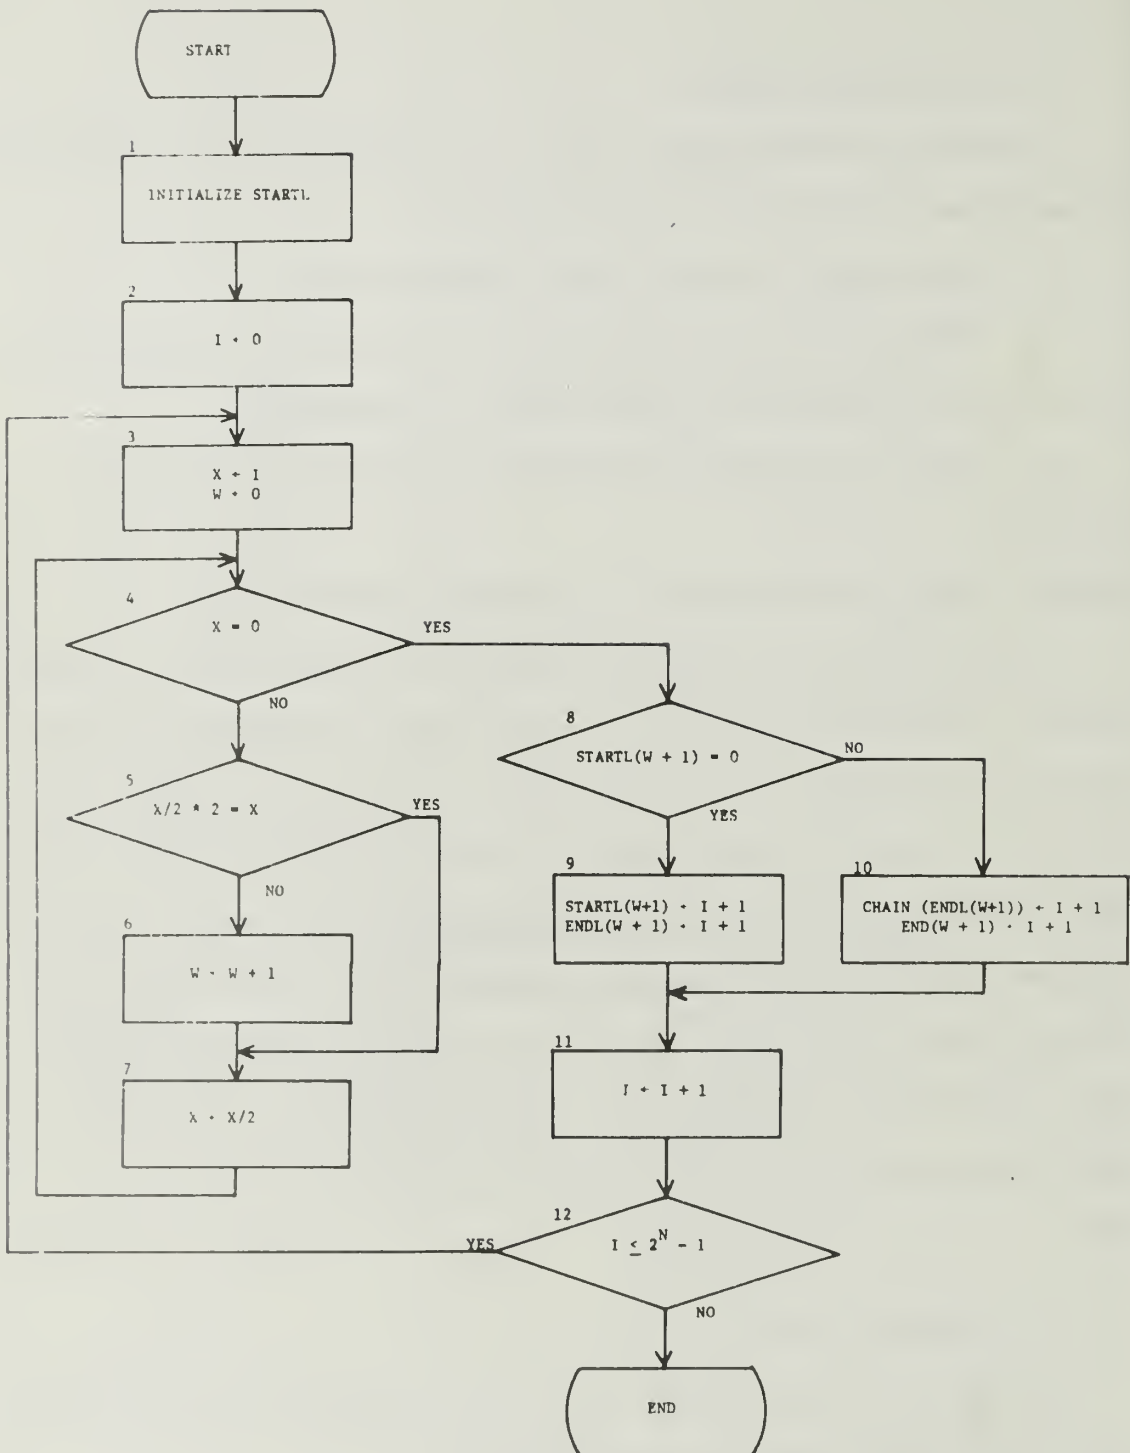 START
1
INITIALIZE STARTL
2
I ← 0
3
X ← I
W ← 0
4
X = 0
YES
NO
5
X/2 * 2 = X
YES
NO
6
W ← W + 1
7
X ← X/2
8
STARTL(W + 1) = 0
NO
YES
9
STARTL(W+1) ← I + 1
ENDL(W + 1) ← I + 1
10
CHAIN (ENDL(W+1)) ← I + 1
END(W + 1) ← I + 1
11
I ← I + 1
12
I ≤ 2^N - 1
YES
NO
END